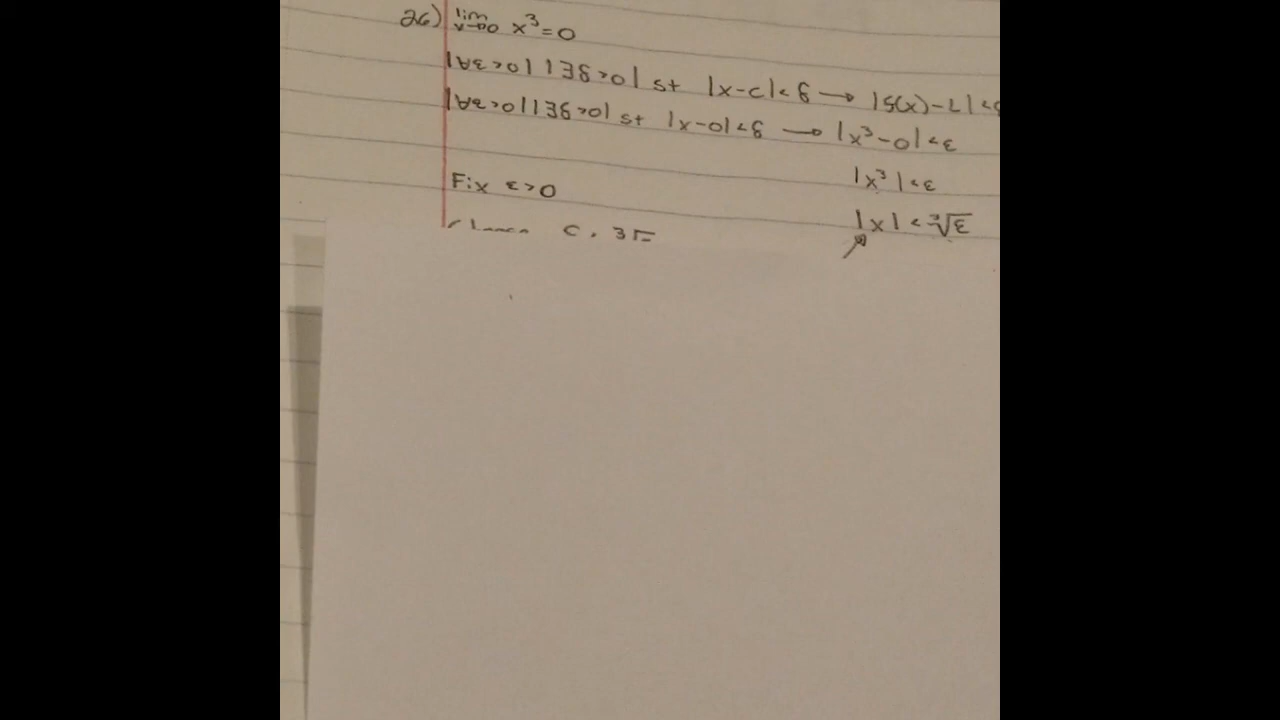 26) lim x→0 x³=0
|∀ε>0| |∃δ>0| st |x-c|<δ → |f(x)-L|<
|∀ε>0| |∃δ>0| st |x-0|<δ → |x³-0|<ε
|x³|<ε
Fix ε>0
|x|<∛ε